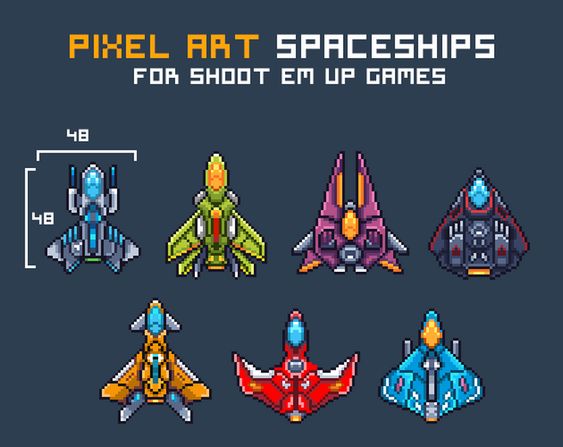 PIXEL ART SPACESHIPS
FOR SHOOT EM UP GAMES
48
48